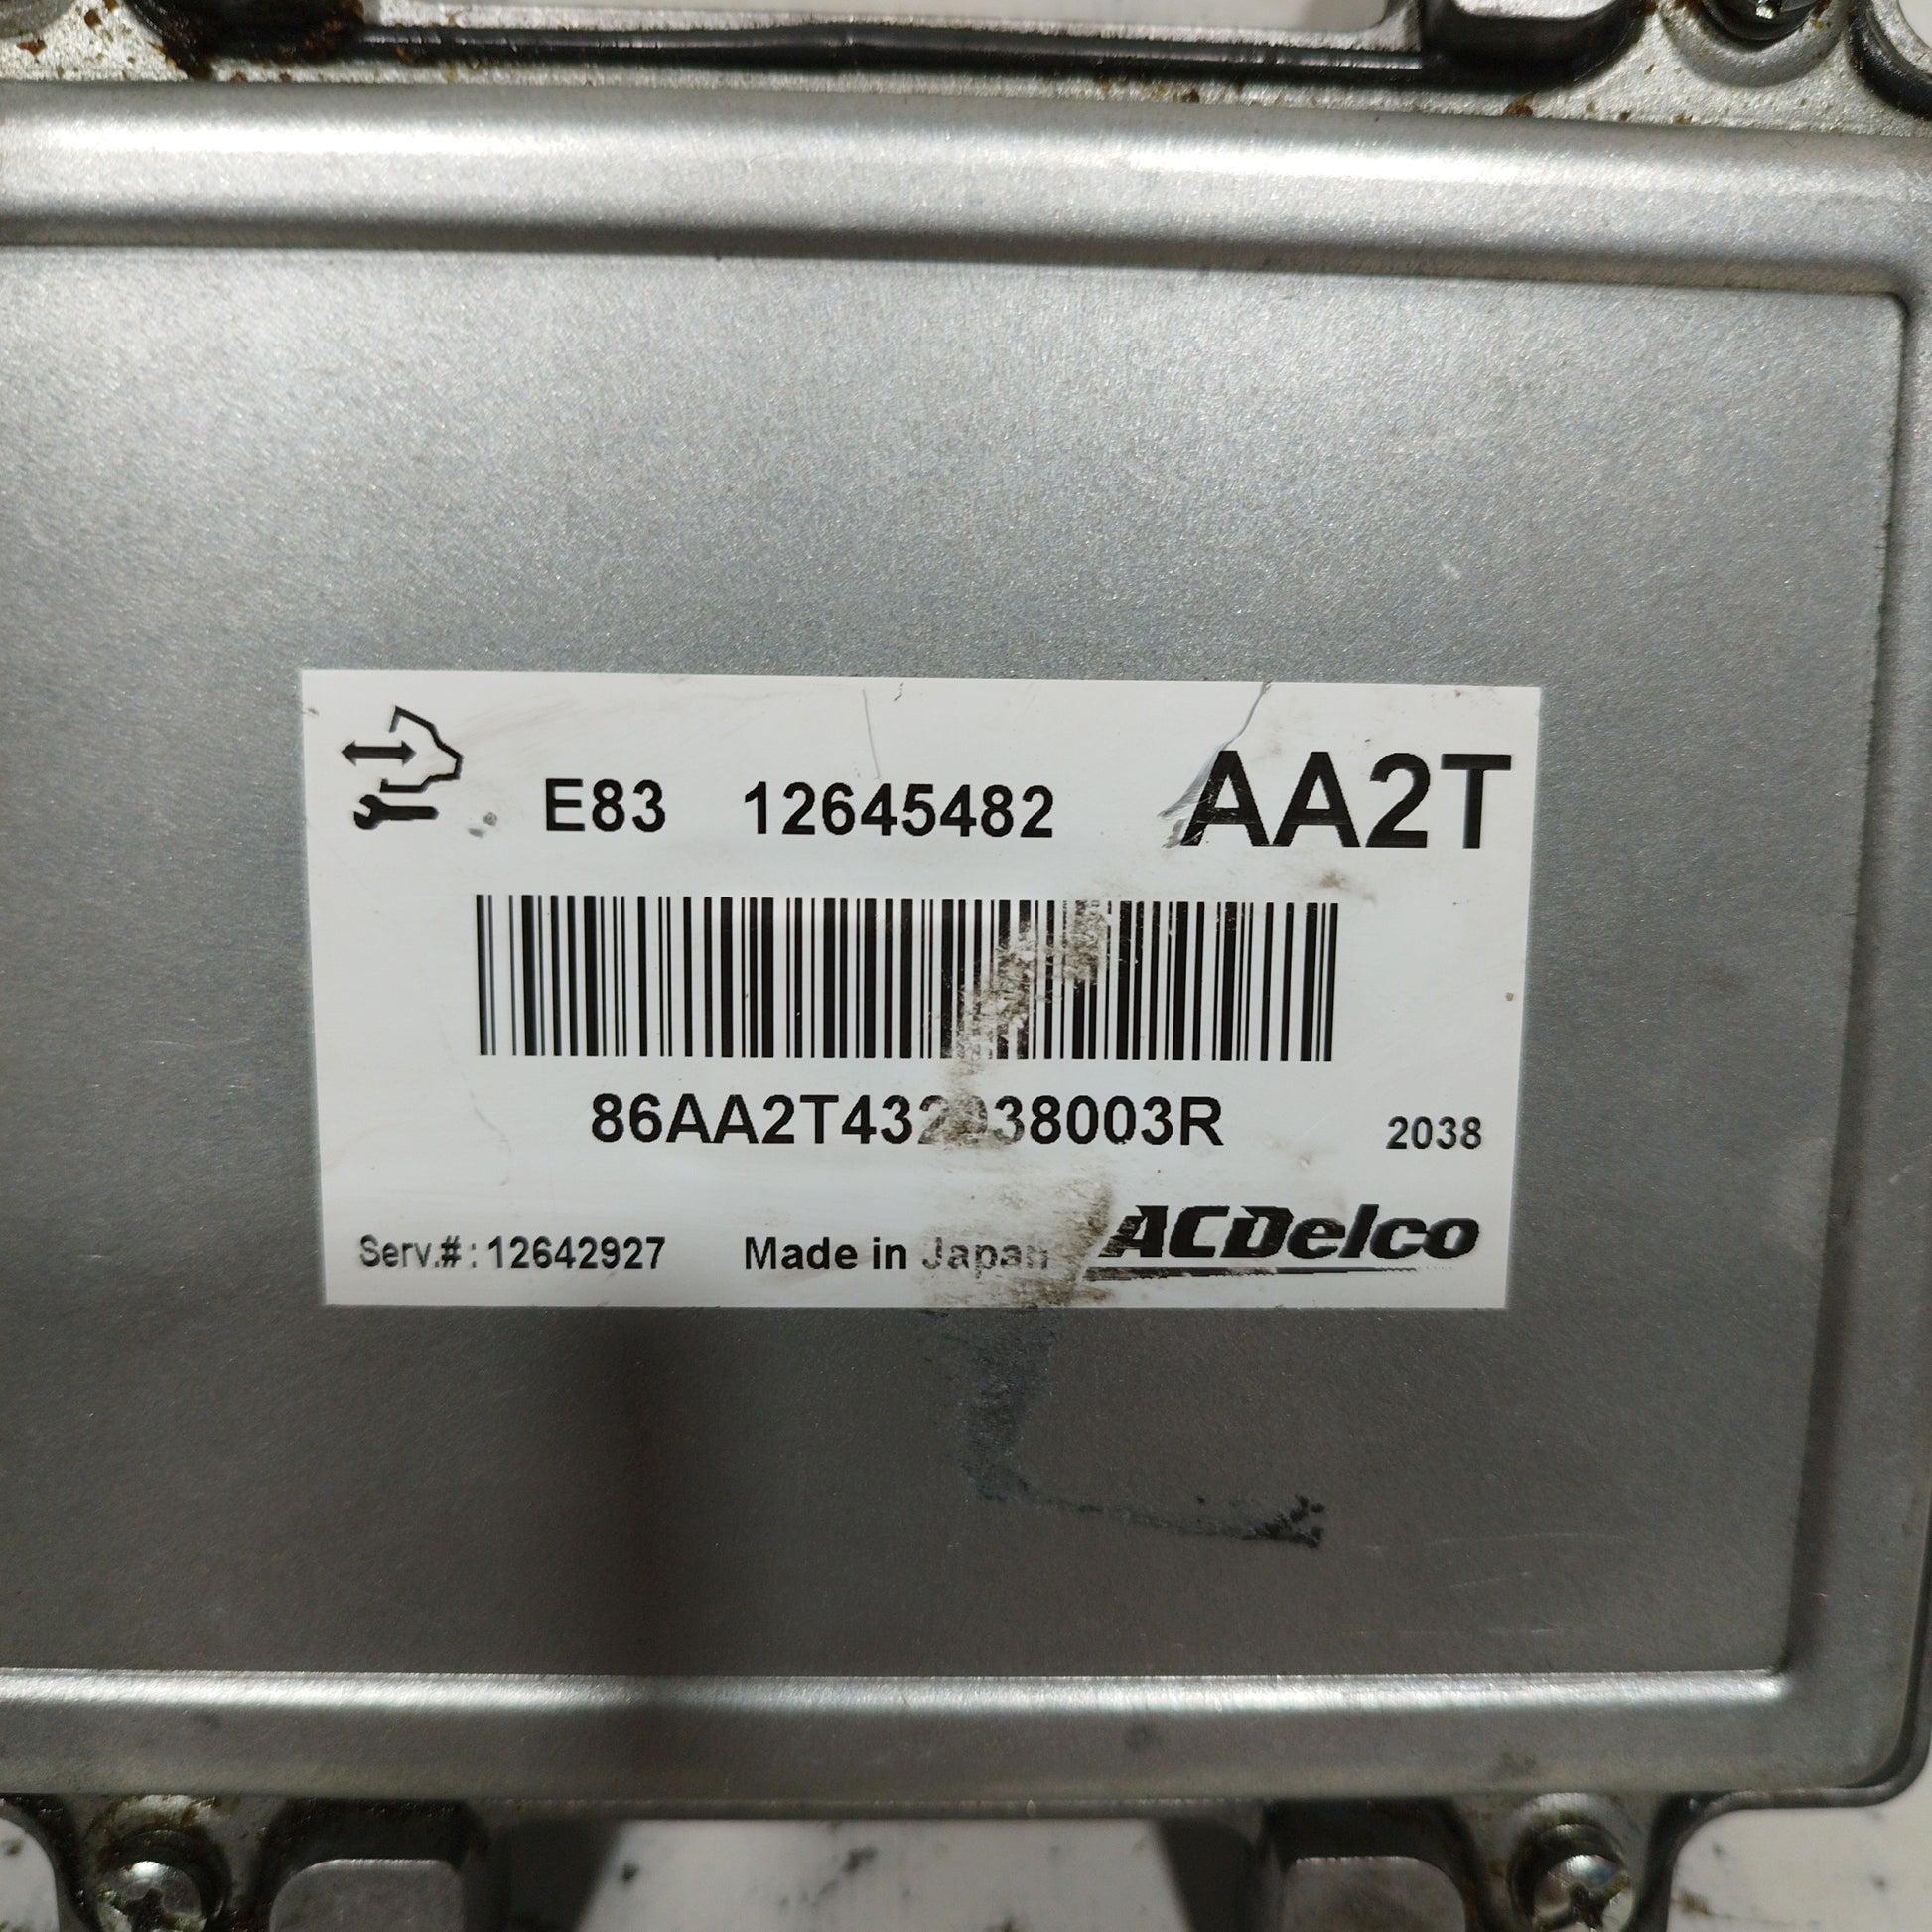 E83 12645482 AA2T
2038
Serv.#: 12642927 Made in Japan ACDelco